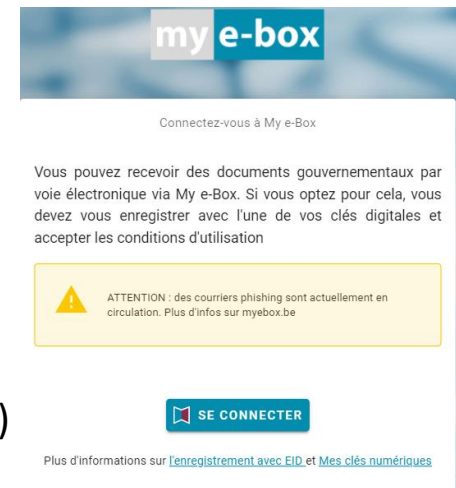 my e-box
Connectez-vous à My e-Box
Vous pouvez recevoir des documents gouvernementaux par
voie électronique via My e-Box. Si vous optez pour cela, vous
devez vous enregistrer avec l'une de vos clés digitales et
accepter les conditions d'utilisation
ATTENTION : des courriers phishing sont actuellement en
circulation. Plus d'infos sur myebox.be
)
SE CONNECTER
Plus d'informations sur l'enregistrement avec EID et Mes clés numériques